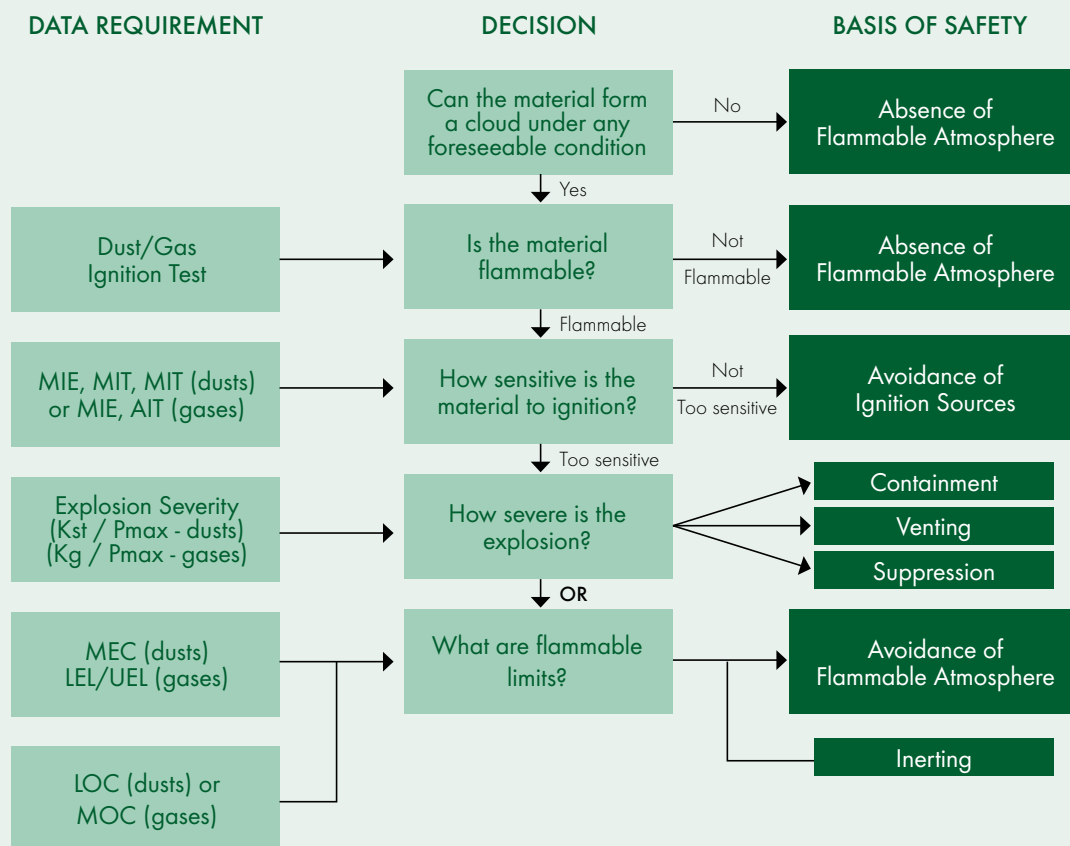 DATA REQUIREMENT
DECISION
BASIS OF SAFETY
Can the material form
a cloud under any
foreseeable condition
No
Absence of
Flammable Atmosphere
Yes
Dust/Gas
Ignition Test
Is the material
flammable?
Not
Flammable
Absence of
Flammable Atmosphere
Flammable
MIE, MIT, MIT (dusts)
or MIE, AIT (gases)
How sensitive is the
material to ignition?
Not
Too sensitive
Avoidance of
Ignition Sources
Too sensitive
Explosion Severity
(Kst / Pmax - dusts)
(Kg / Pmax - gases)
How severe is the
explosion?
Containment
Venting
Suppression
OR
MEC (dusts)
LEL/UEL (gases)
What are flammable
limits?
Avoidance of
Flammable Atmosphere
LOC (dusts) or
MOC (gases)
Inerting